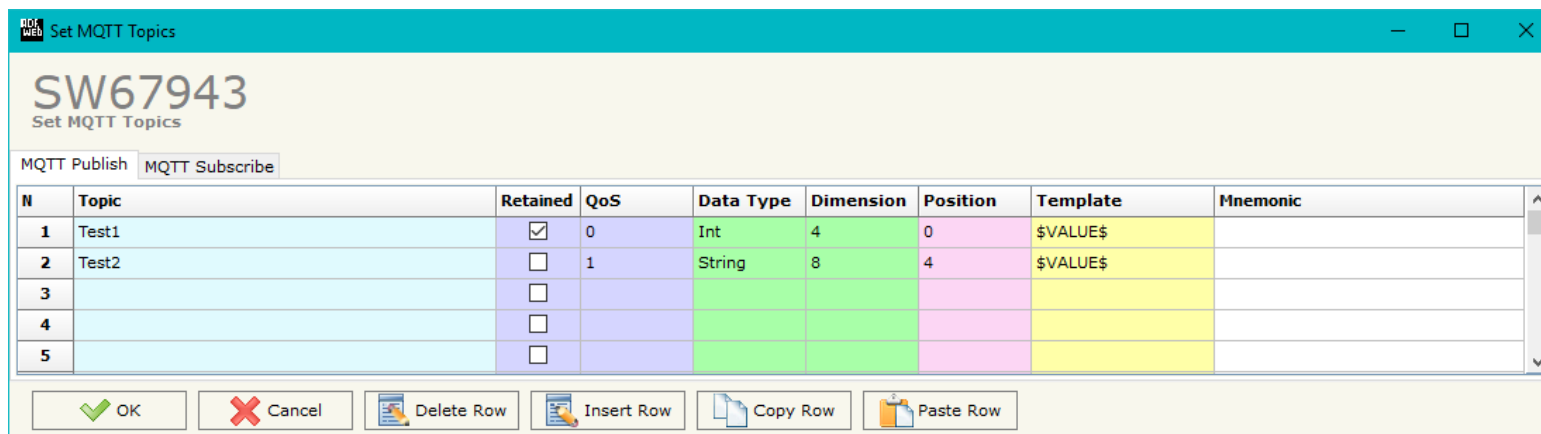 ADF
WEB Set MQTT Topics
SW67943
Set MQTT Topics
MQTT Publish MQTT Subscribe
N Topic Retained QoS Data Type Dimension Position Template Mnemonic
1 Test1 0 Int 4 0 $VALUE$
2 Test2 1 String 8 4 $VALUE$
3
4
5
OK Cancel Delete Row Insert Row Copy Row Paste Row